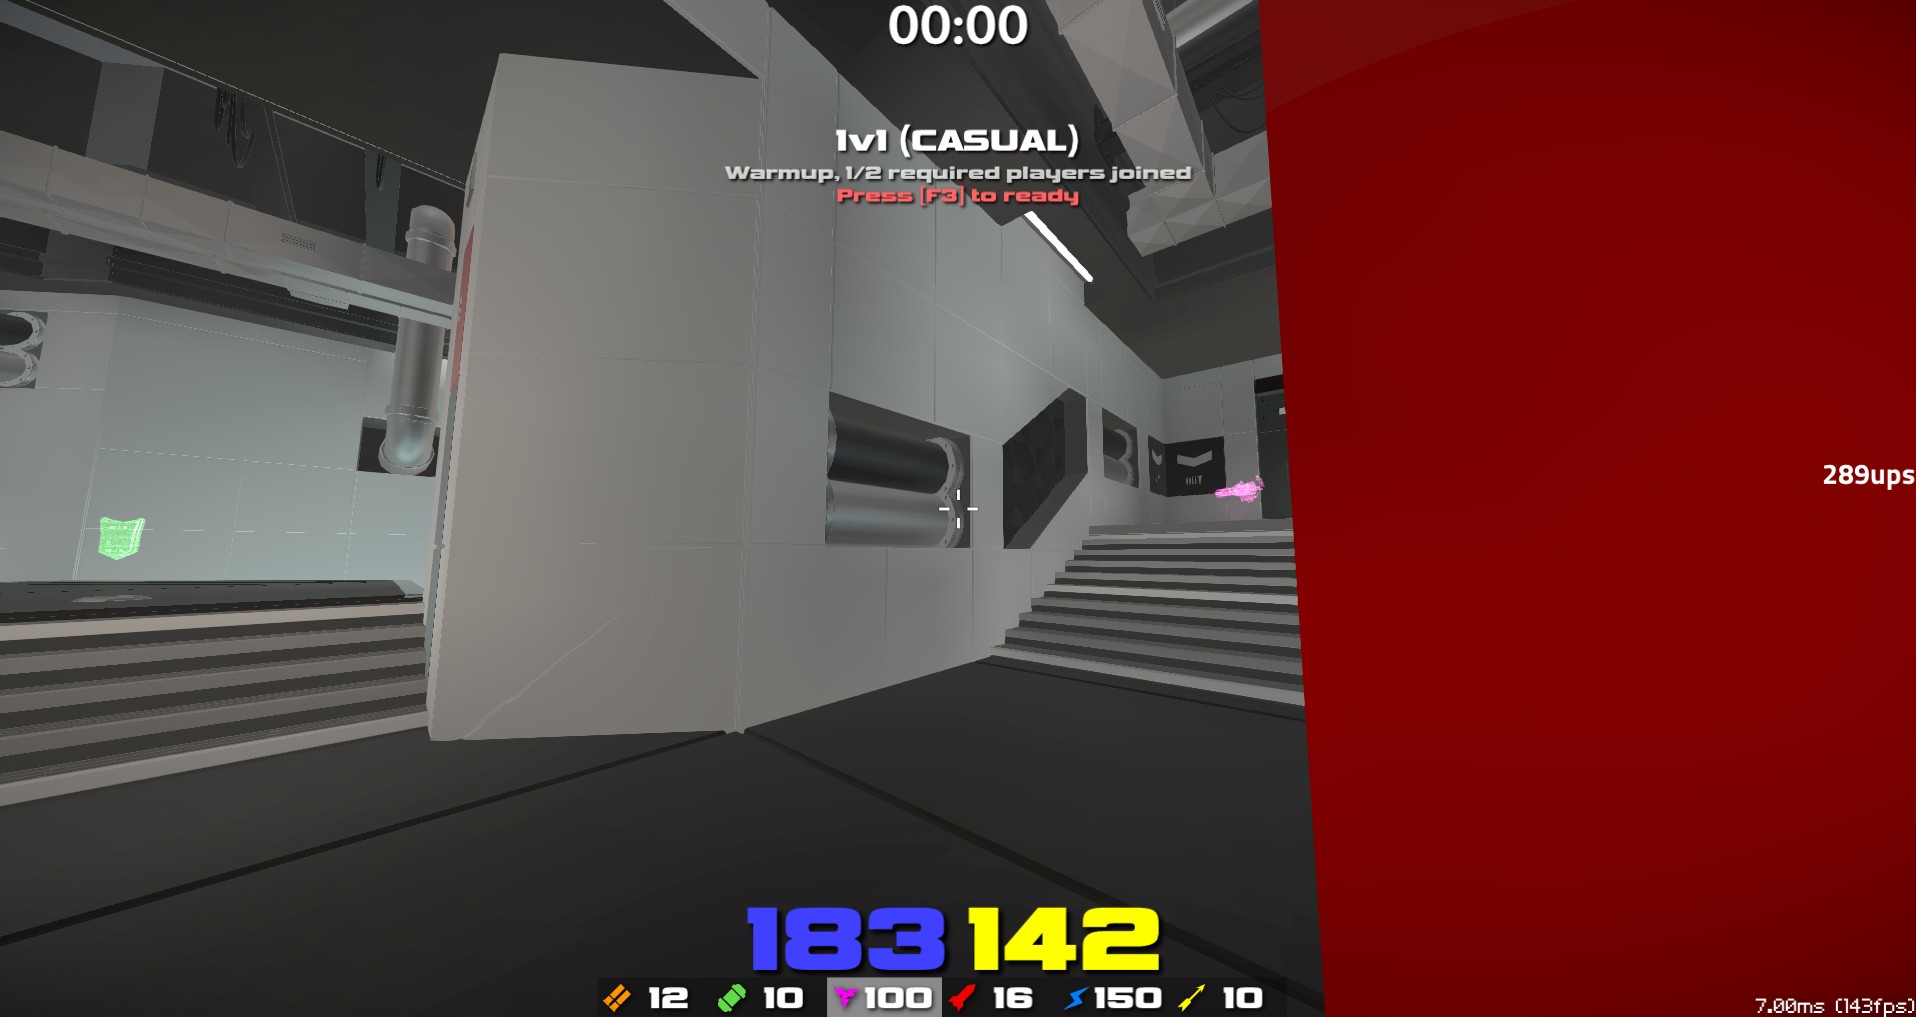 00:00
1v1 (CASUAL)
Warmup, 1/2 required players joined
Press [F3] to ready
289ups
183 142
12 10 100 16 150 10
7.00ms (143fps)